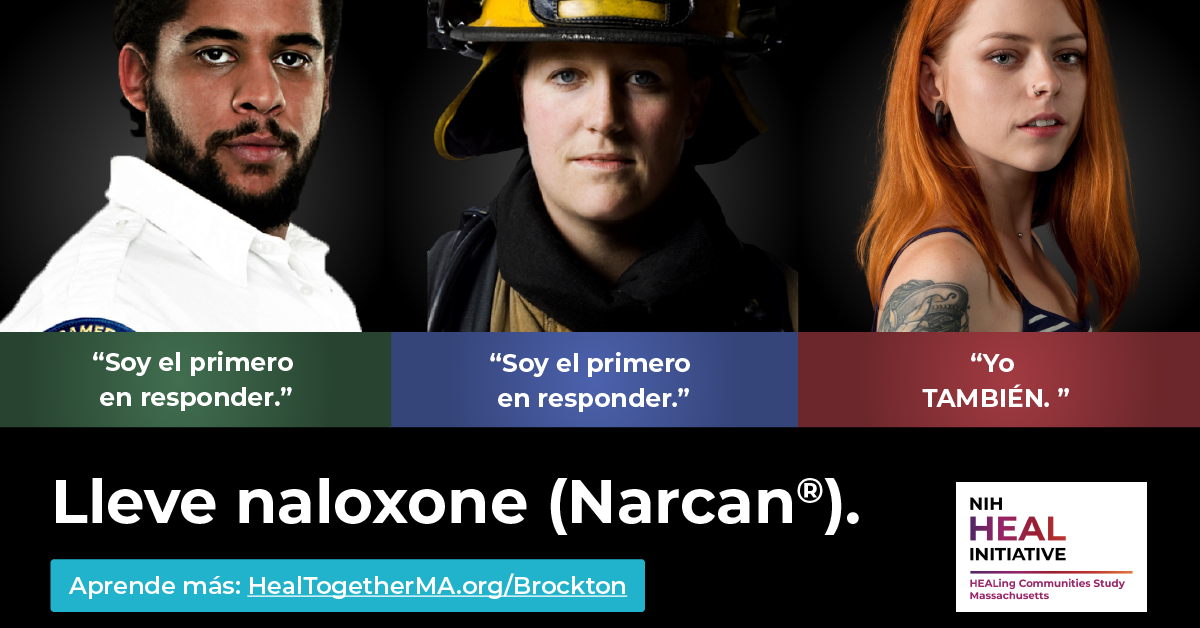 “Soy el primero
en responder.”
“Soy el primero
en responder.”
“Yo
TAMBIÉN. ”
Lleve naloxone (Narcan®).
Aprende más: HealTogetherMA.org/Brockton
NIH
HEAL
INITIATIVE
HEALing Communities Study
Massachusetts